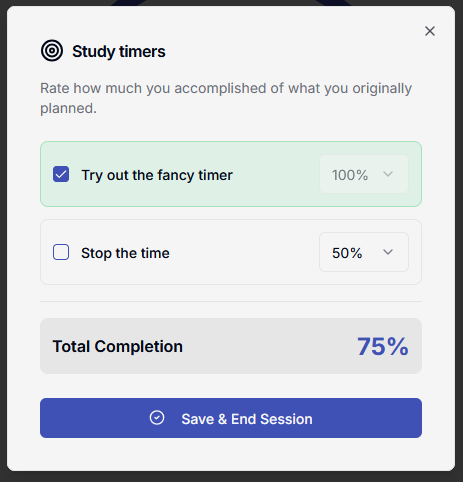 Study timers
Rate how much you accomplished of what you originally
planned.
Try out the fancy timer 100%
Stop the time 50%
Total Completion 75%
Save & End Session